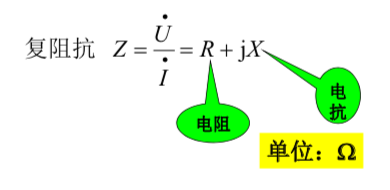 复阻抗 Z = U̇ / İ = R + jX
电阻
电
抗
单位：Ω